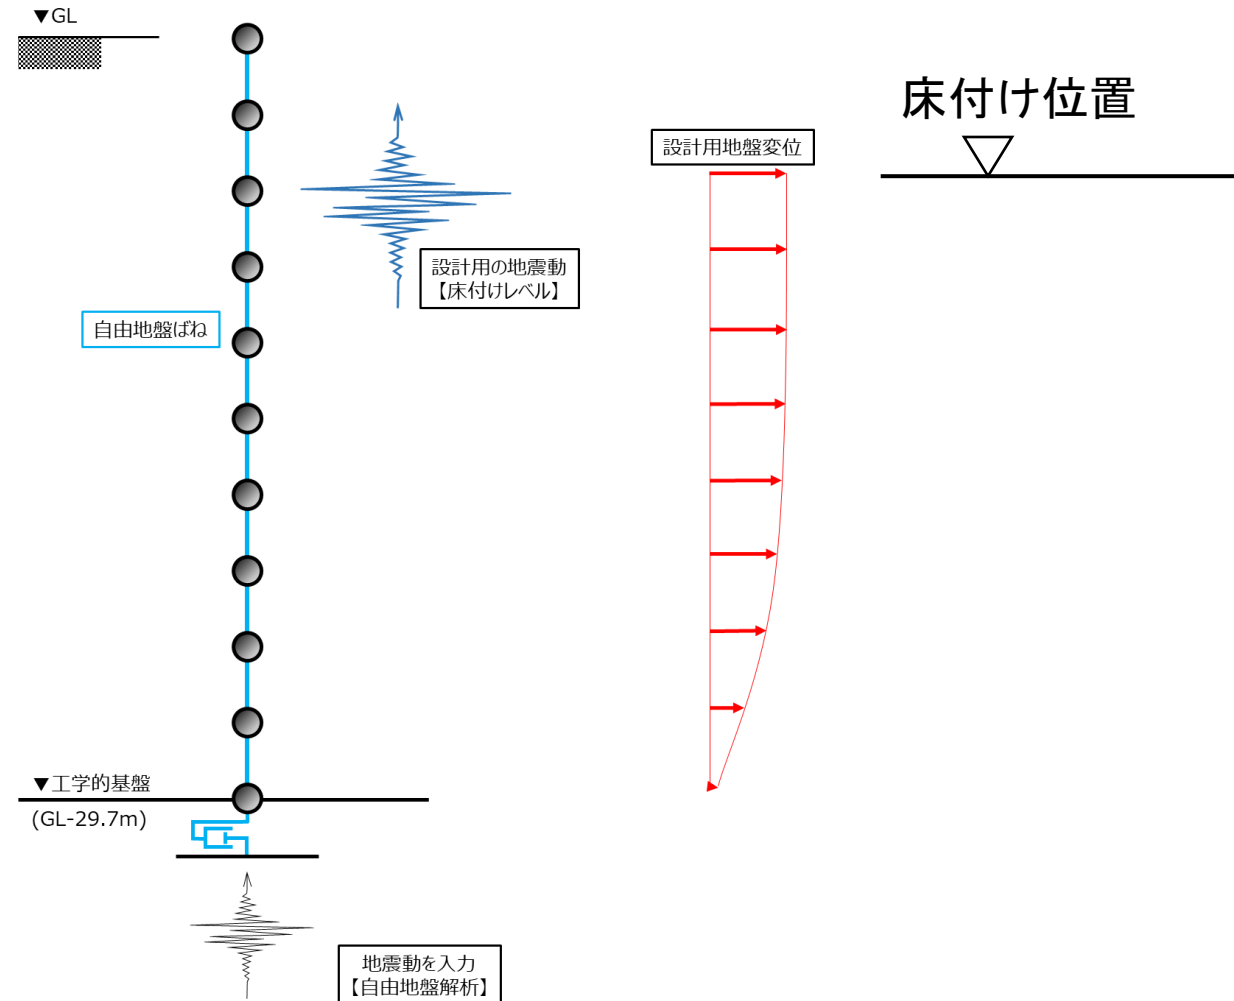 ▼GL
床付け位置
設計用地盤変位
設計用の地震動
【床付けレベル】
自由地盤ばね
▼工学的基盤
(GL-29.7m)
地震動を入力
【自由地盤解析】